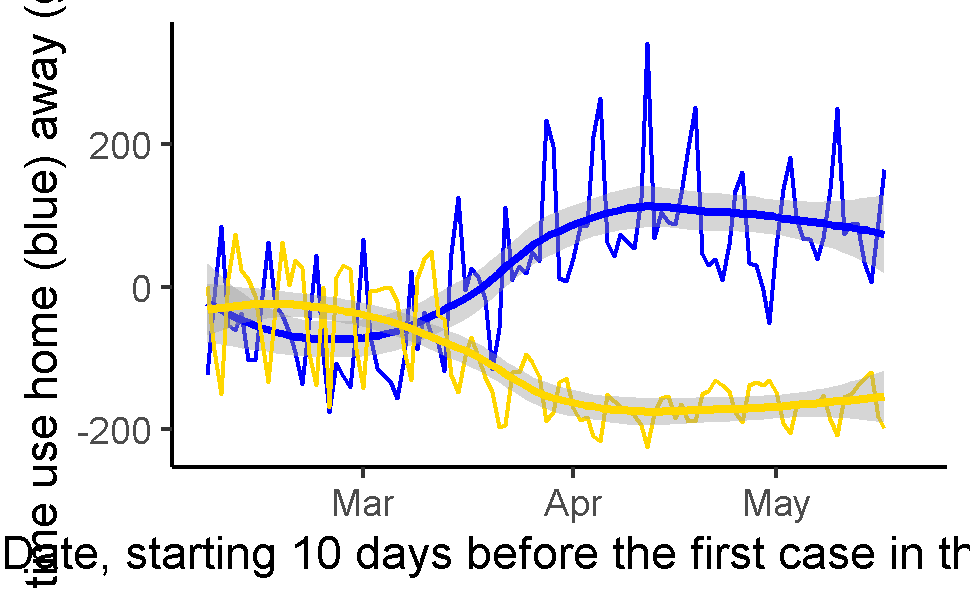 time use home (blue) away (
200
0
-200
Mar Apr May
Date, starting 10 days before the first case in th